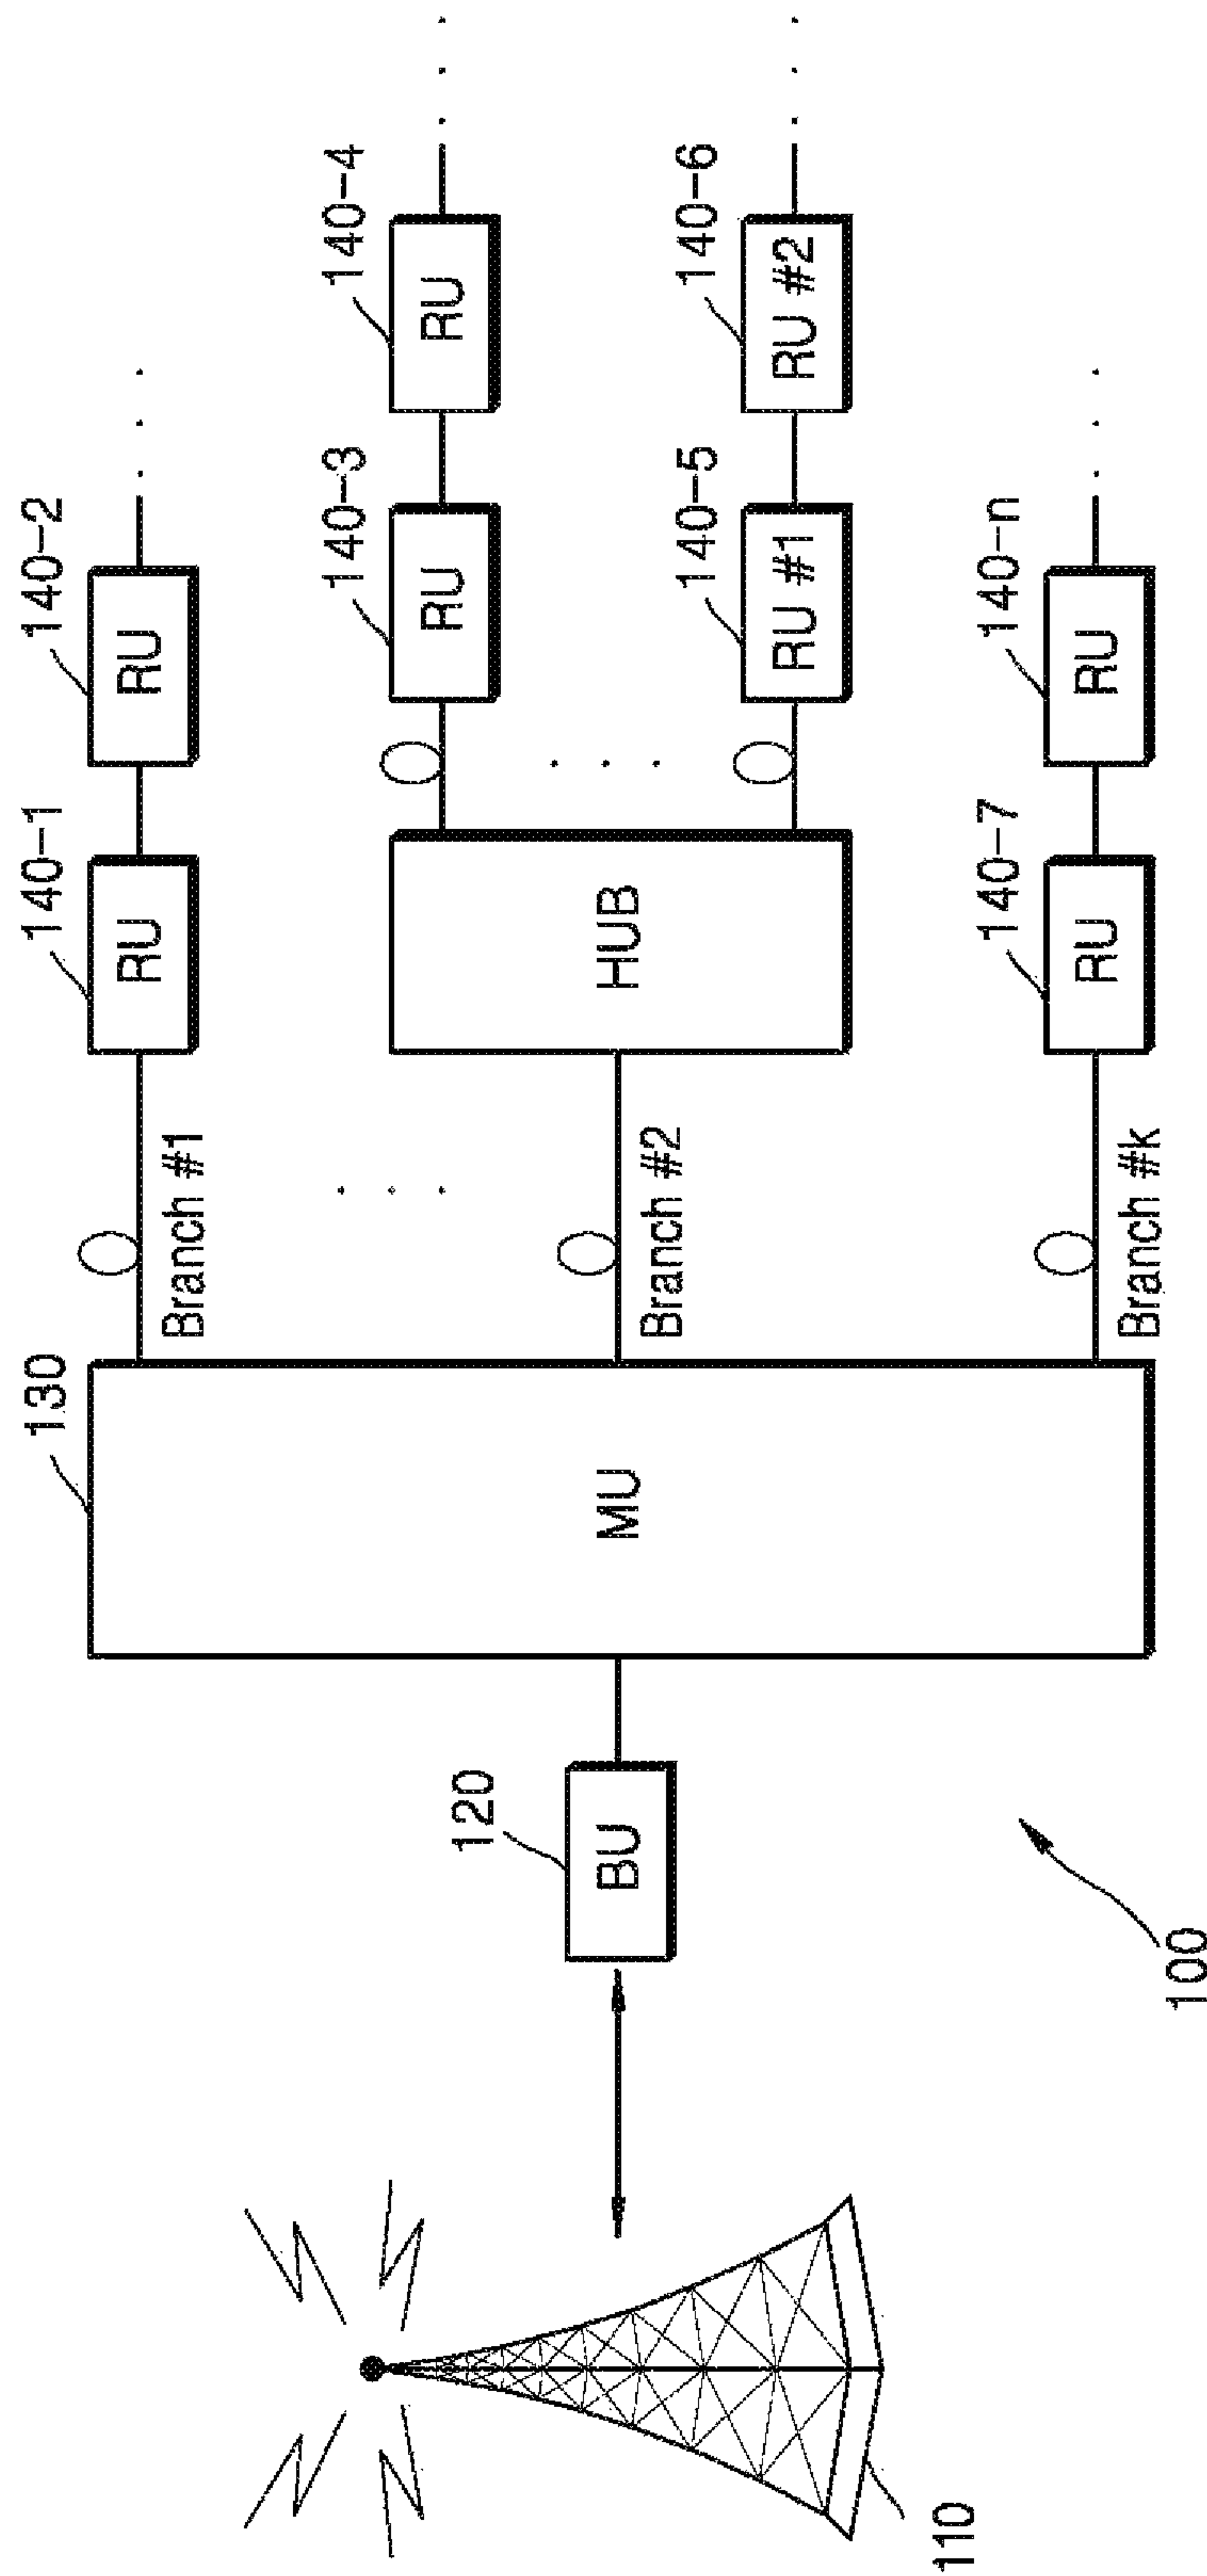 140-1
140-2
RU
RU
130
Branch #1
140-3
140-4
RU
RU
120
BU
MU
Branch #2
HUB
140-5
140-6
RU #1
RU #2
140-7
140-n
RU
RU
Branch #k
110
100